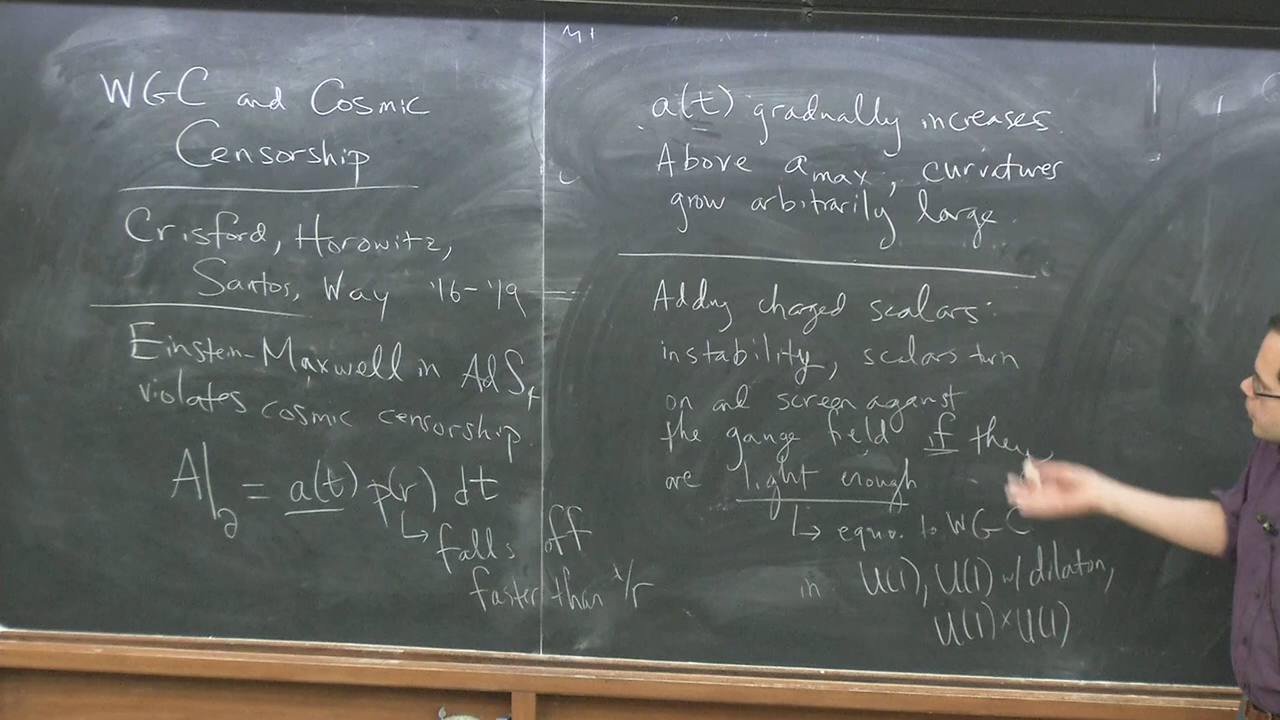 WGC and Cosmic
Censorship
Crisford, Horowitz,
Santos, Way '16-'19
Einstein-Maxwell in AdS4
violates cosmic censorship.
A|∂ = a(t) p(r) dt
↳ falls off
faster than 1/r
a(t) gradually increases.
Above amax, curvatures
grow arbitrarily large.
Adding charged scalars:
instability, scalars turn
on and screen against
the gauge field if they
are light enough
↳ equiv. to WGC
in U(1), U(1) w/ dilaton,
U(1)×U(1)